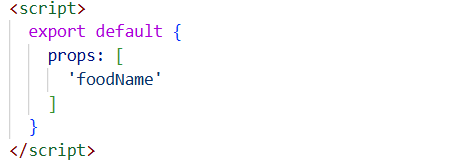 <script>
  export default {
    props: [
      'foodName'
    ]
  }
</script>